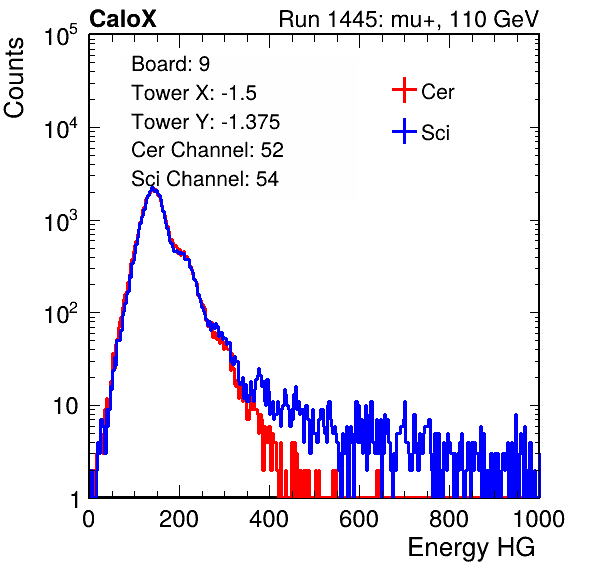 CaloX Run 1445: mu+, 110 GeV
Counts
Board: 9
Tower X: -1.5
Tower Y: -1.375
Cer Channel: 52
Sci Channel: 54
Cer
Sci
10^5
10^4
10^3
10^2
10
1
0 200 400 600 800 1000
Energy HG